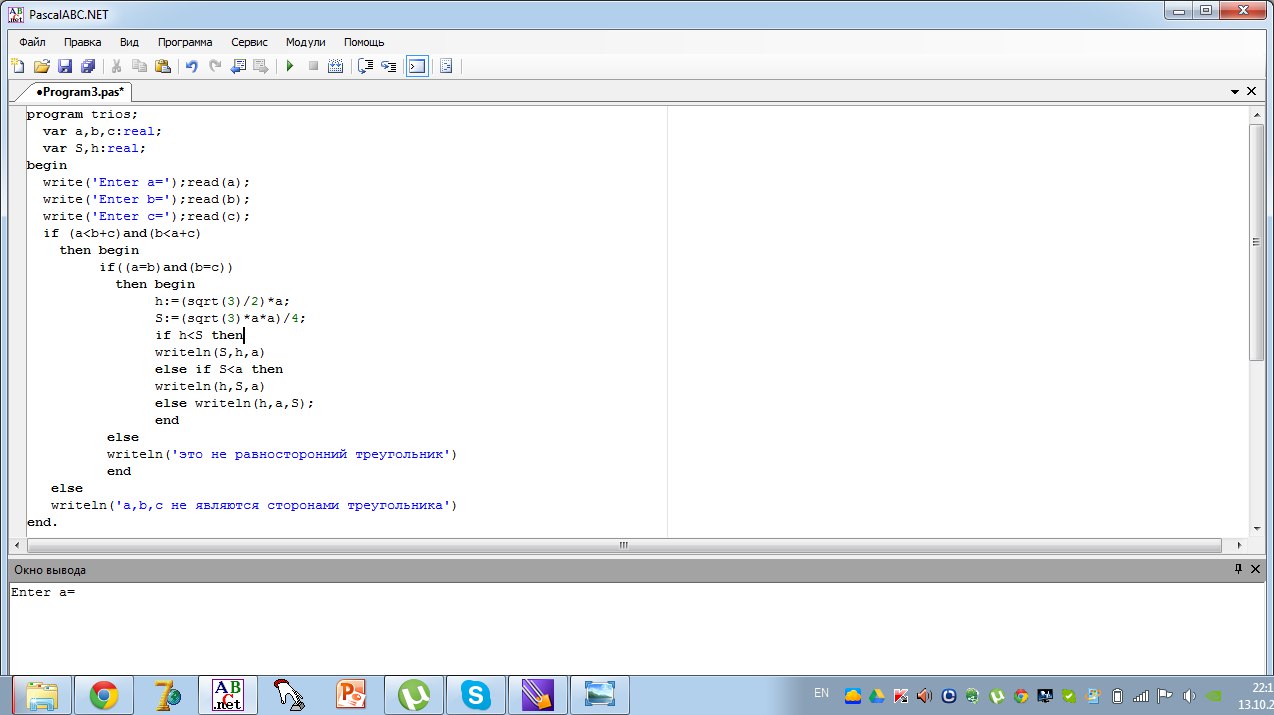 PascalABC.NET
Файл Правка Вид Программа Сервис Модули Помощь
•Program3.pas*
program trios;
var a,b,c:real;
var S,h:real;
begin
write('Enter a=');read(a);
write('Enter b=');read(b);
write('Enter c=');read(c);
if (a<b+c)and(b<a+c)
then begin
if((a=b)and(b=c))
then begin
h:=(sqrt(3)/2)*a;
S:=(sqrt(3)*a*a)/4;
if h<S then
writeln(S,h,a)
else if S<a then
writeln(h,S,a)
else writeln(h,a,S);
end
else
writeln('это не равносторонний треугольник')
end
else
writeln('a,b,c не являются сторонами треугольника')
end.
Окно вывода
Enter a=
AB C .net
EN
22:1
13.10.2